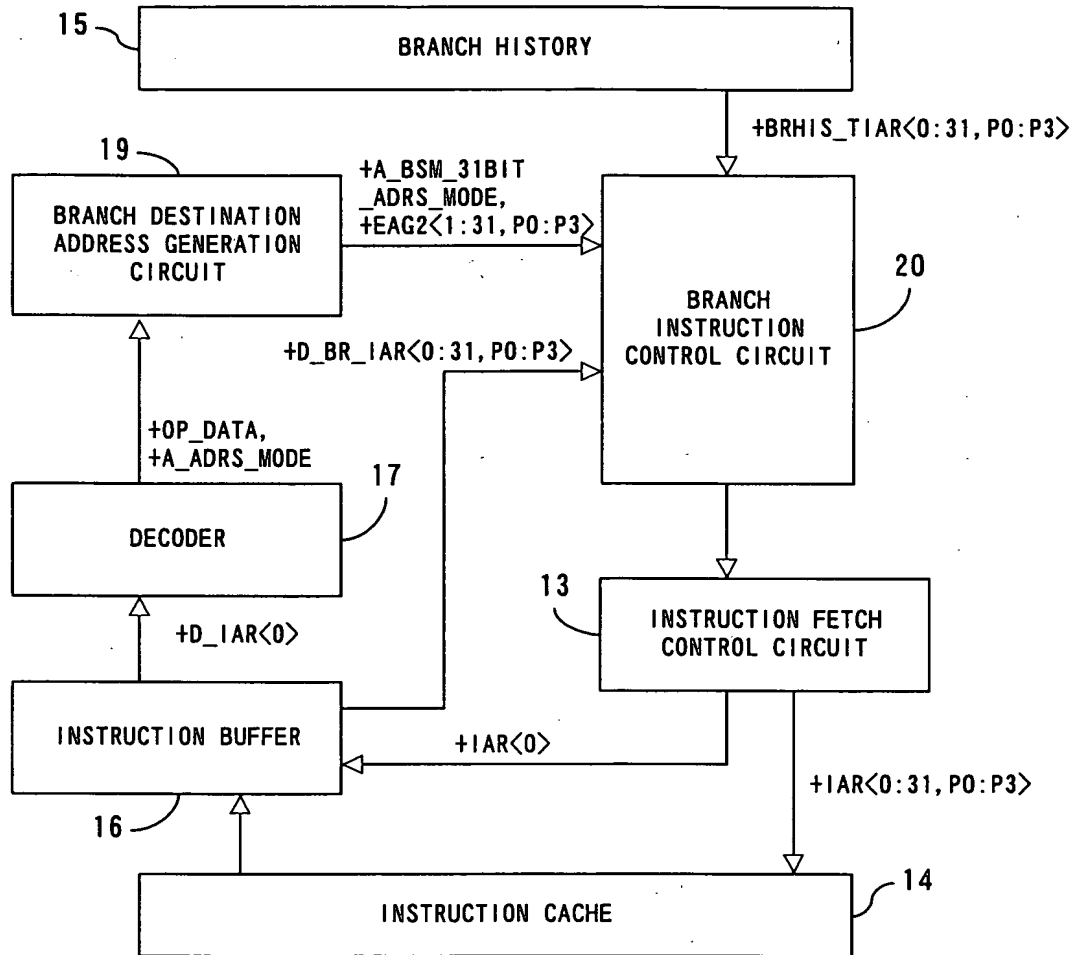 15
BRANCH HISTORY
+BRHIS_TIAR<0:31,P0:P3>
19
BRANCH DESTINATION
ADDRESS GENERATION
CIRCUIT
+A_BSM_31BIT
_ADRS_MODE,
+EAG2<1:31,P0:P3>
20
BRANCH
INSTRUCTION
CONTROL CIRCUIT
+D_BR_IAR<0:31,P0:P3>
+OP_DATA,
+A_ADRS_MODE
17
DECODER
13
INSTRUCTION FETCH
CONTROL CIRCUIT
+D_IAR<0>
INSTRUCTION BUFFER
+IAR<0>
+IAR<0:31,P0:P3>
16
14
INSTRUCTION CACHE